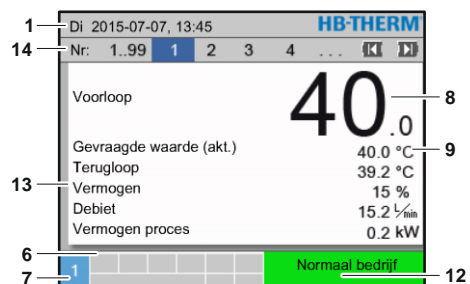 1 Di 2015-07-07, 13:45 HB-THERM
14 Nr: 1..99 1 2 3 4 ...
Voorloop 40.0 8
Gevraagde waarde (akt.) 40.0 °C 9
Terugloop 39.2 °C
13 Vermogen 15 %
Debiet 15.2 L/min
Vermogen proces 0.2 kW
6
7 1 Normaal bedrijf 12